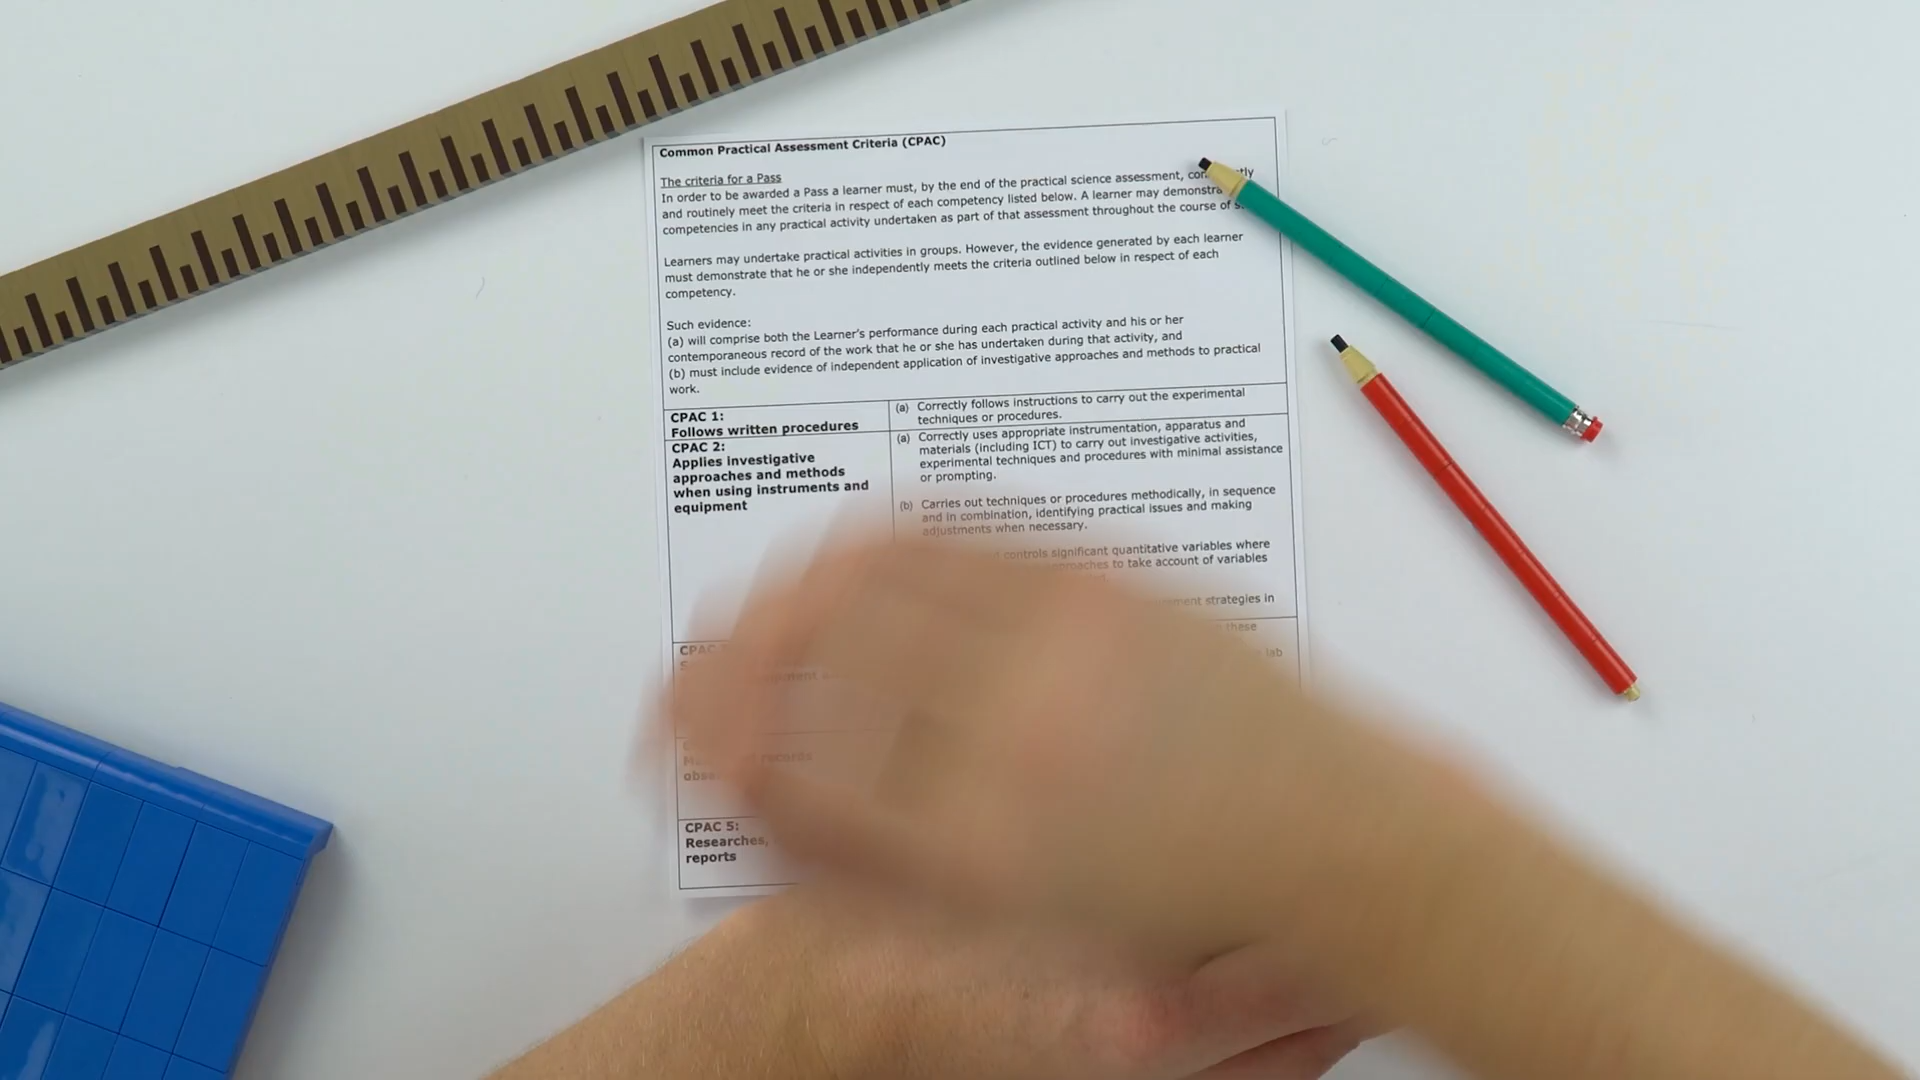 Common Practical Assessment Criteria (CPAC)
The criteria for a Pass
In order to be awarded a Pass a learner must, by the end of the practical science assessment,
and routinely meet the criteria in respect of each competency listed below. A learner may
competencies in any practical activity undertaken as part of that assessment throughout the course of
Learners may undertake practical activities in groups. However, the evidence generated by each learner
must demonstrate that he or she independently meets the criteria outlined below in respect of each
competency.
Such evidence:
(a) will comprise both the Learner's performance during each practical activity and his or her
contemporaneous record of the work that he or she has undertaken during that activity, and
(b) must include evidence of independent application of investigative approaches and methods to practical
work.
CPAC 1:
Follows written procedures
(a) Correctly follows instructions to carry out the experimental
techniques or procedures.
CPAC 2:
Applies investigative
approaches and methods
when using instruments and
equipment
(a) Correctly uses appropriate instrumentation, apparatus and
materials (including ICT) to carry out investigative activities,
experimental techniques and procedures with minimal assistance
or prompting.
(b) Carries out techniques or procedures methodically, in sequence
and in combination, identifying practical issues and making
adjustments when necessary.
controls significant quantitative variables where
to take account of variables
strategies in
these
lab
CPAC
records
CPAC 5:
Researches,
reports